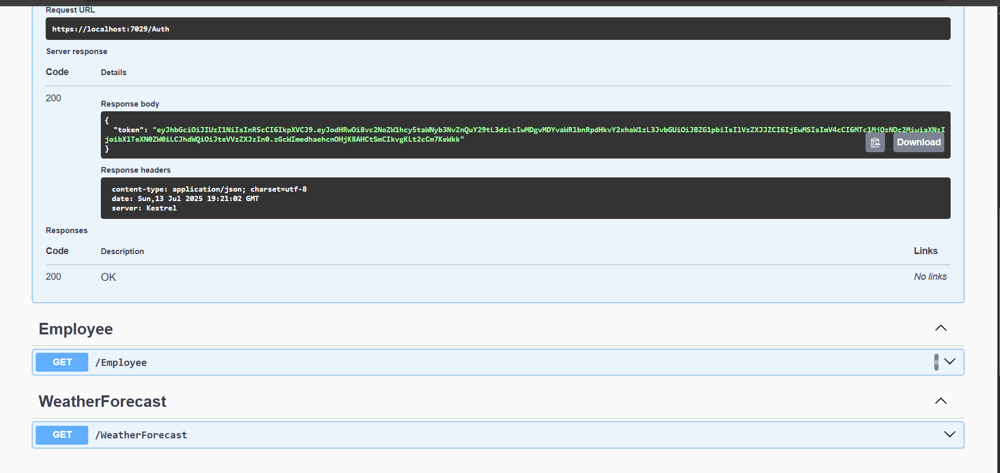 Request URL
https://localhost:7029/Auth
Server response
Code Details
200
Response body
{
"token": "eyJhbGciOiJIUzI1NiIsInR5cCI6IkpXVCJ9.eyJodHRwOi8vc2NoZW1hcy5taWNyb3NvZnQuY29tL3dzLzIwMDgvMDYvaWRlbnRpdHkvY2xhaW1zL3JvbGUiOiJBZG1pbiIsIlVzZXJJZCI6IjEwMSIsImV4cCI6MTc1MjQzNDc2MiwiaXNzI
joibXlTeXN0ZW0iLCJhdWQiOiJteVVzZXJzIn0.zGcWImedhaehcnOHjK8AHCtSmCIkvgKLt2cCm7KeWkk"
}
Download
Response headers
content-type: application/json; charset=utf-8
date: Sun,13 Jul 2025 19:21:02 GMT
server: Kestrel
Responses
Code Description Links
200 OK No links
Employee
GET /Employee
WeatherForecast
GET /WeatherForecast